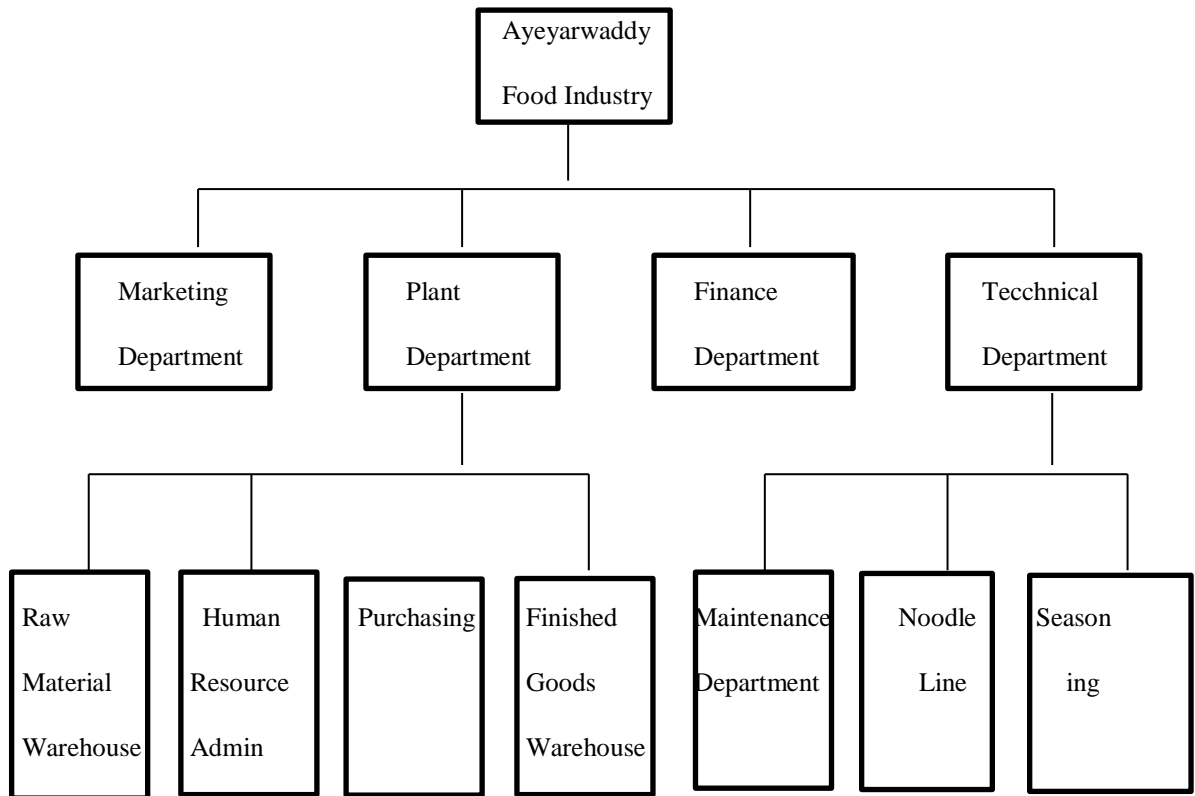 Ayeyarwaddy
Food Industry
Marketing
Department
Plant
Department
Finance
Department
Tecchnical
Department
Raw
Material
Warehouse
Human
Resource
Admin
Purchasing
Finished
Goods
Warehouse
Maintenance
Department
Noodle
Line
Season
ing